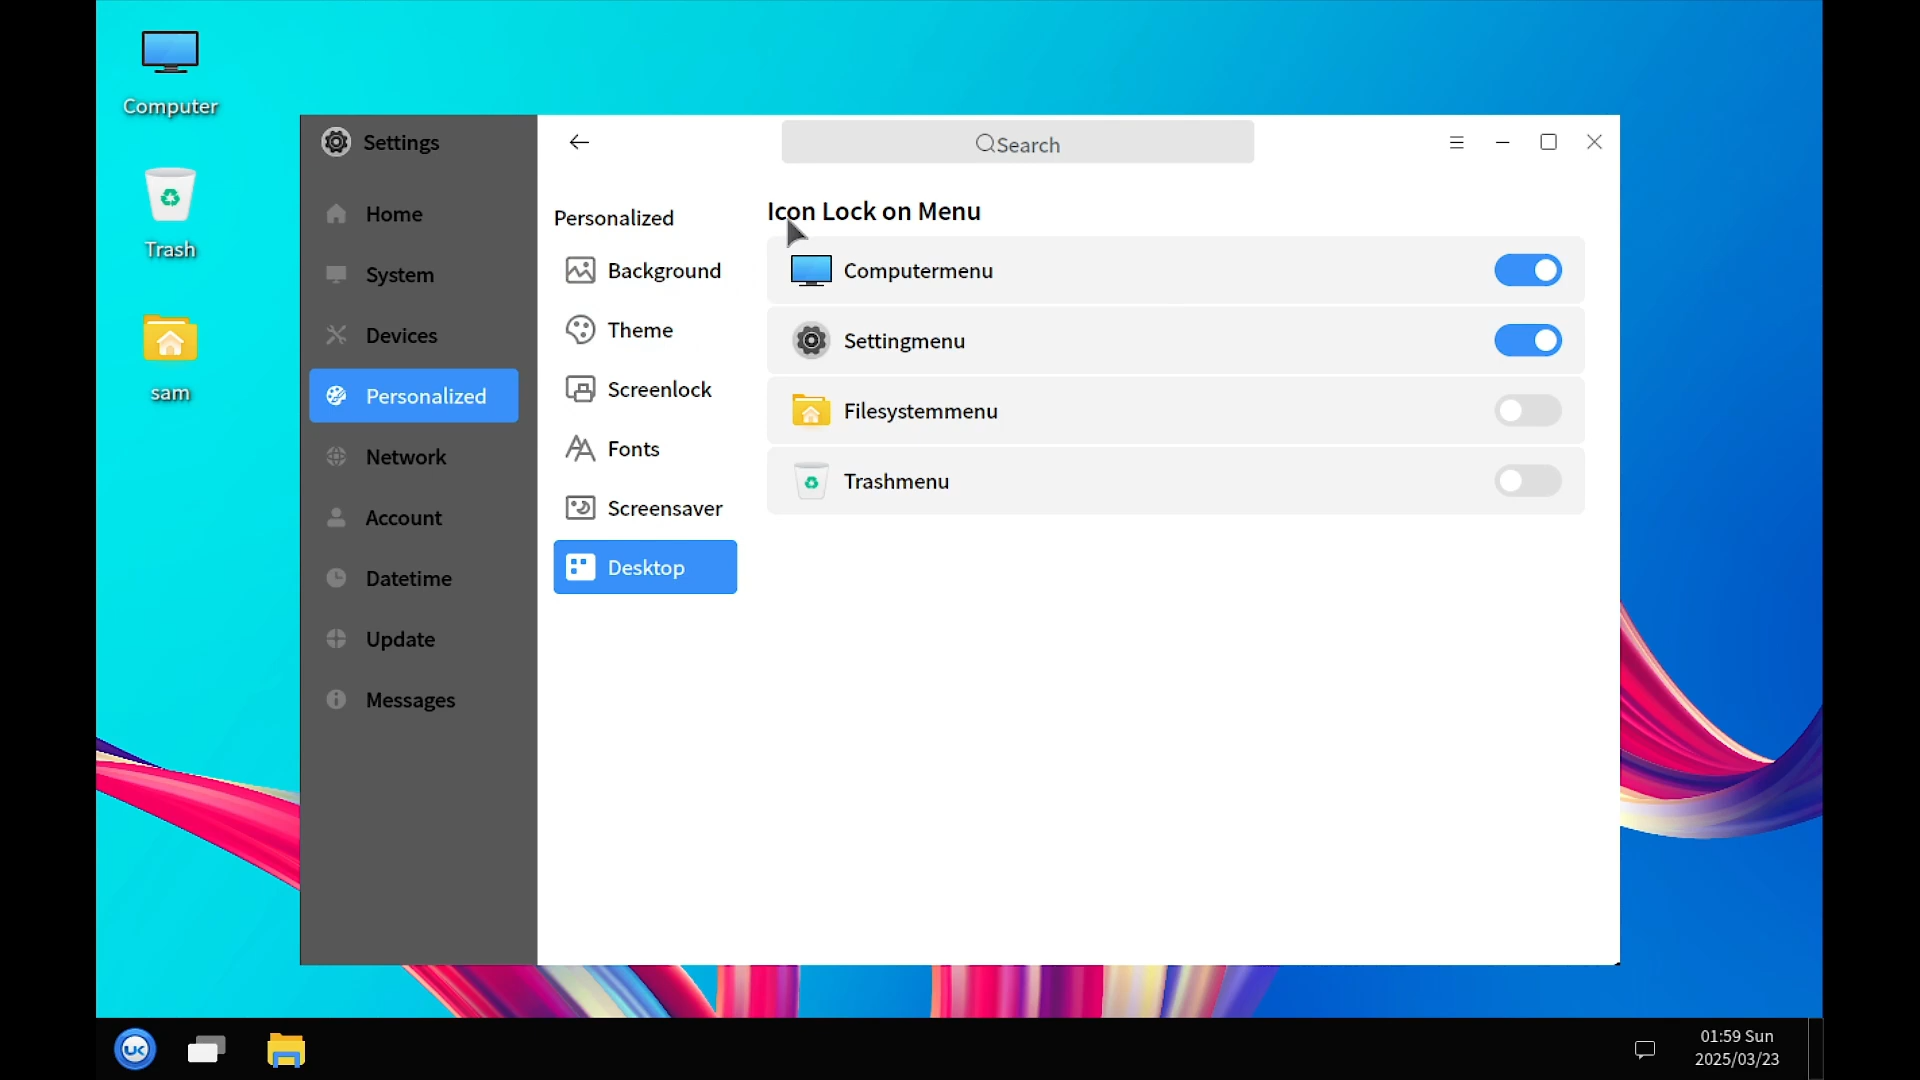 Computer
Trash
sam
Settings
Home
System
Devices
Personalized
Network
Account
Datetime
Update
Messages
Search
Personalized
Background
Theme
Screenlock
Fonts
Screensaver
Desktop
Icon Lock on Menu
Computermenu
Settingmenu
Filesystemmenu
Trashmenu
UK
01:59 Sun
2025/03/23